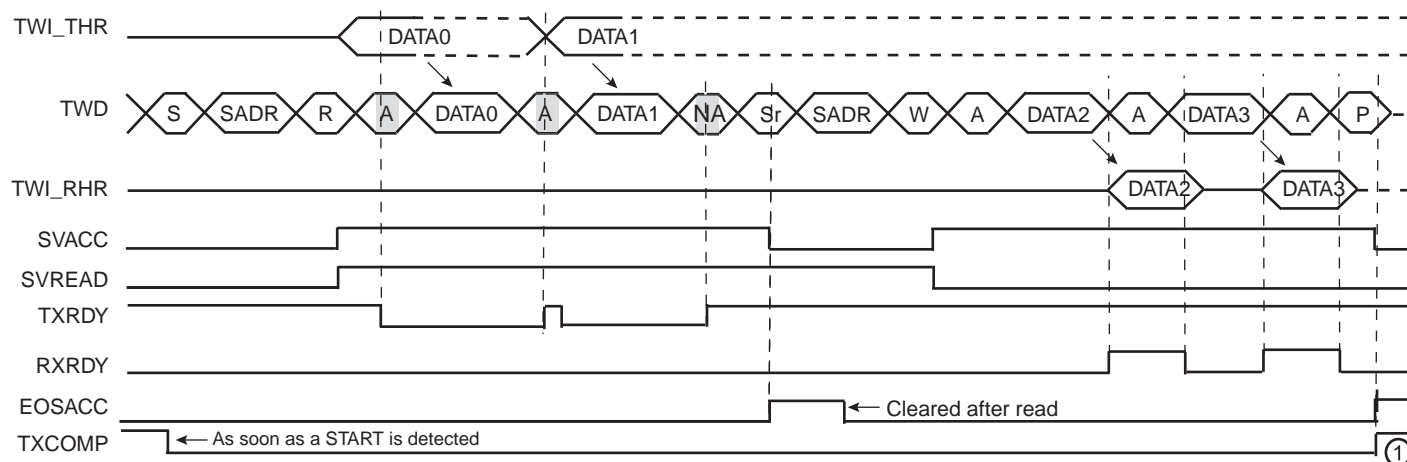 TWI_THR DATA0 DATA1
TWD S SADR R A DATA0 A DATA1 NA Sr SADR W A DATA2 A DATA3 A P
TWI_RHR DATA2 DATA3
SVACC
SVREAD
TXRDY
RXRDY
EOSACC Cleared after read
TXCOMP As soon as a START is detected 1